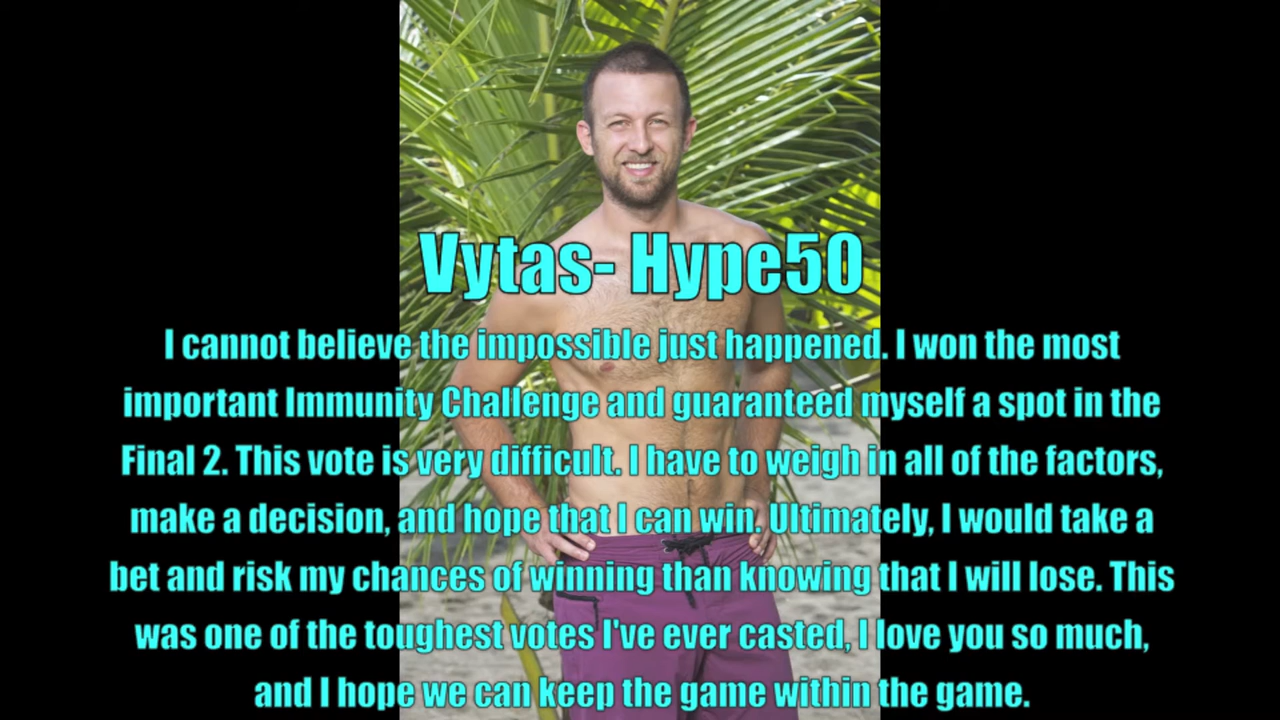 Vytas- Hype50
I cannot believe the impossible just happened. I won the most
important Immunity Challenge and guaranteed myself a spot in the
Final 2. This vote is very difficult. I have to weigh in all of the factors,
make a decision, and hope that I can win. Ultimately, I would take a
bet and risk my chances of winning than knowing that I will lose. This
was one of the toughest votes I've ever casted, I love you so much,
and I hope we can keep the game within the game.